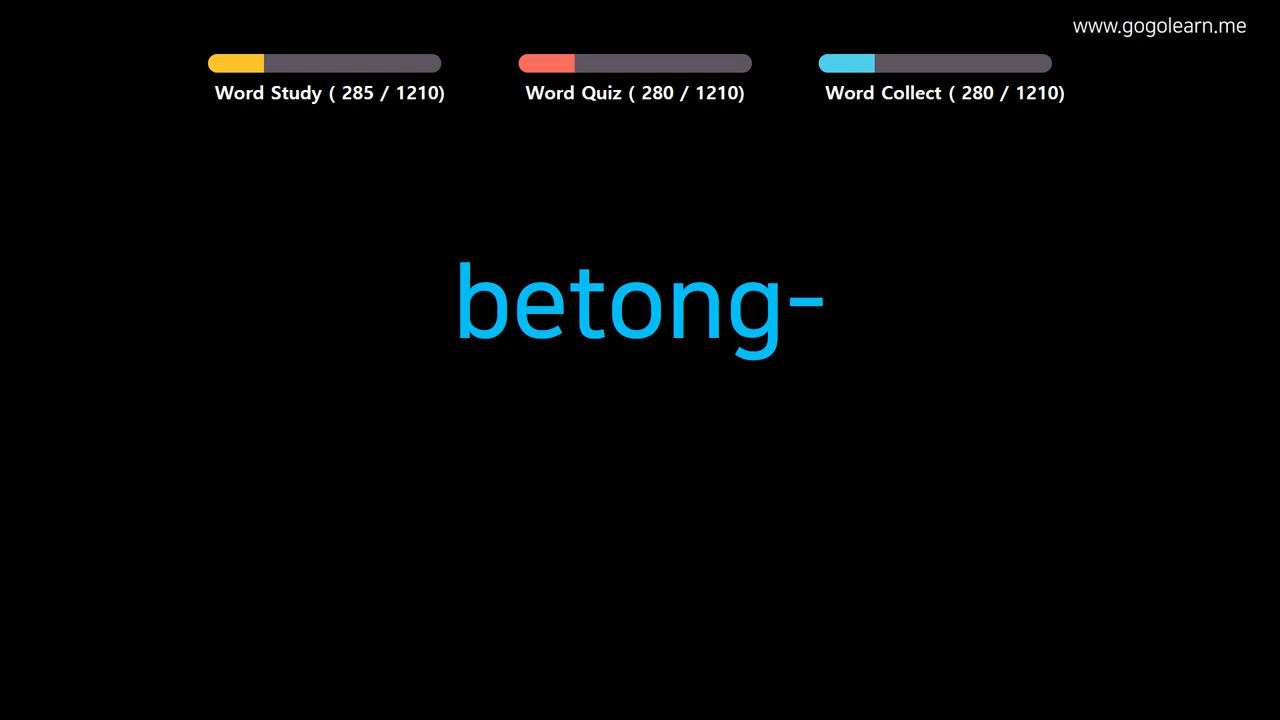 www.gogolearn.me
Word Study ( 285 / 1210)
Word Quiz ( 280 / 1210)
Word Collect ( 280 / 1210)
betong-